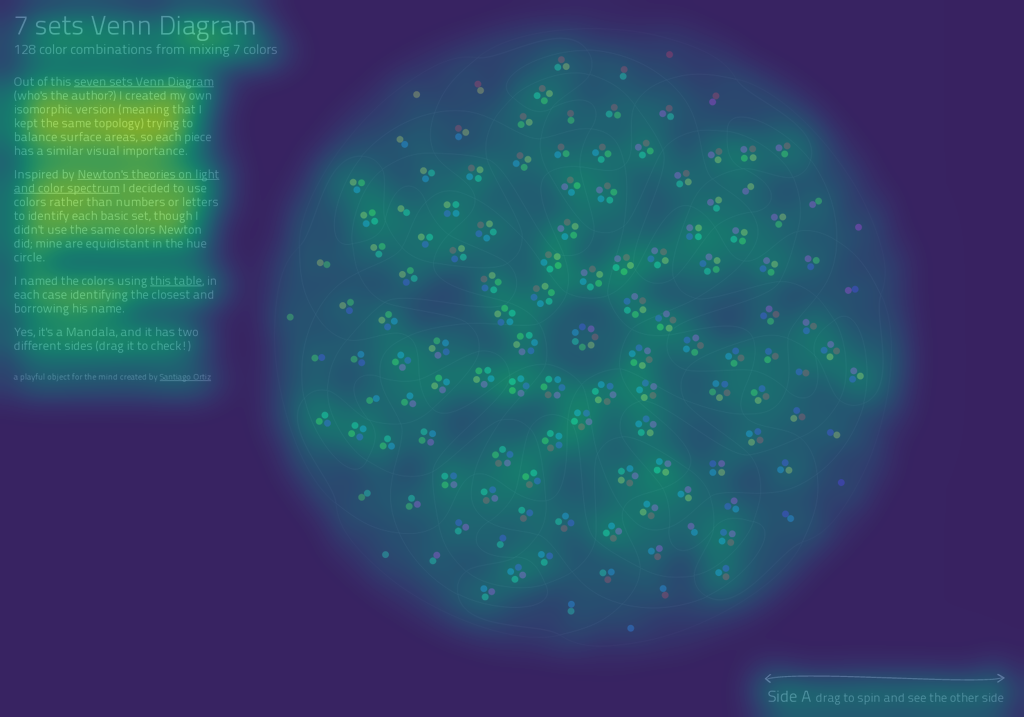 7 sets Venn Diagram
128 color combinations from mixing 7 colors
Out of this seven sets Venn Diagram
(who's the author?) I created my own
isomorphic version (meaning that I
kept the same topology) trying to
balance surface areas, so each piece
has a similar visual importance.
Inspired by Newton's theories on light
and color spectrum I decided to use
colors rather than numbers or letters
to identify each basic set, though I
didn't use the same colors Newton
did; mine are equidistant in the hue
circle.
I named the colors using this table, in
each case identifying the closest and
borrowing his name.
Yes, it's a Mandala, and it has two
different sides (drag it to check!)
a playful object for the mind created by Santiago Ortiz
Side A drag to spin and see the other side